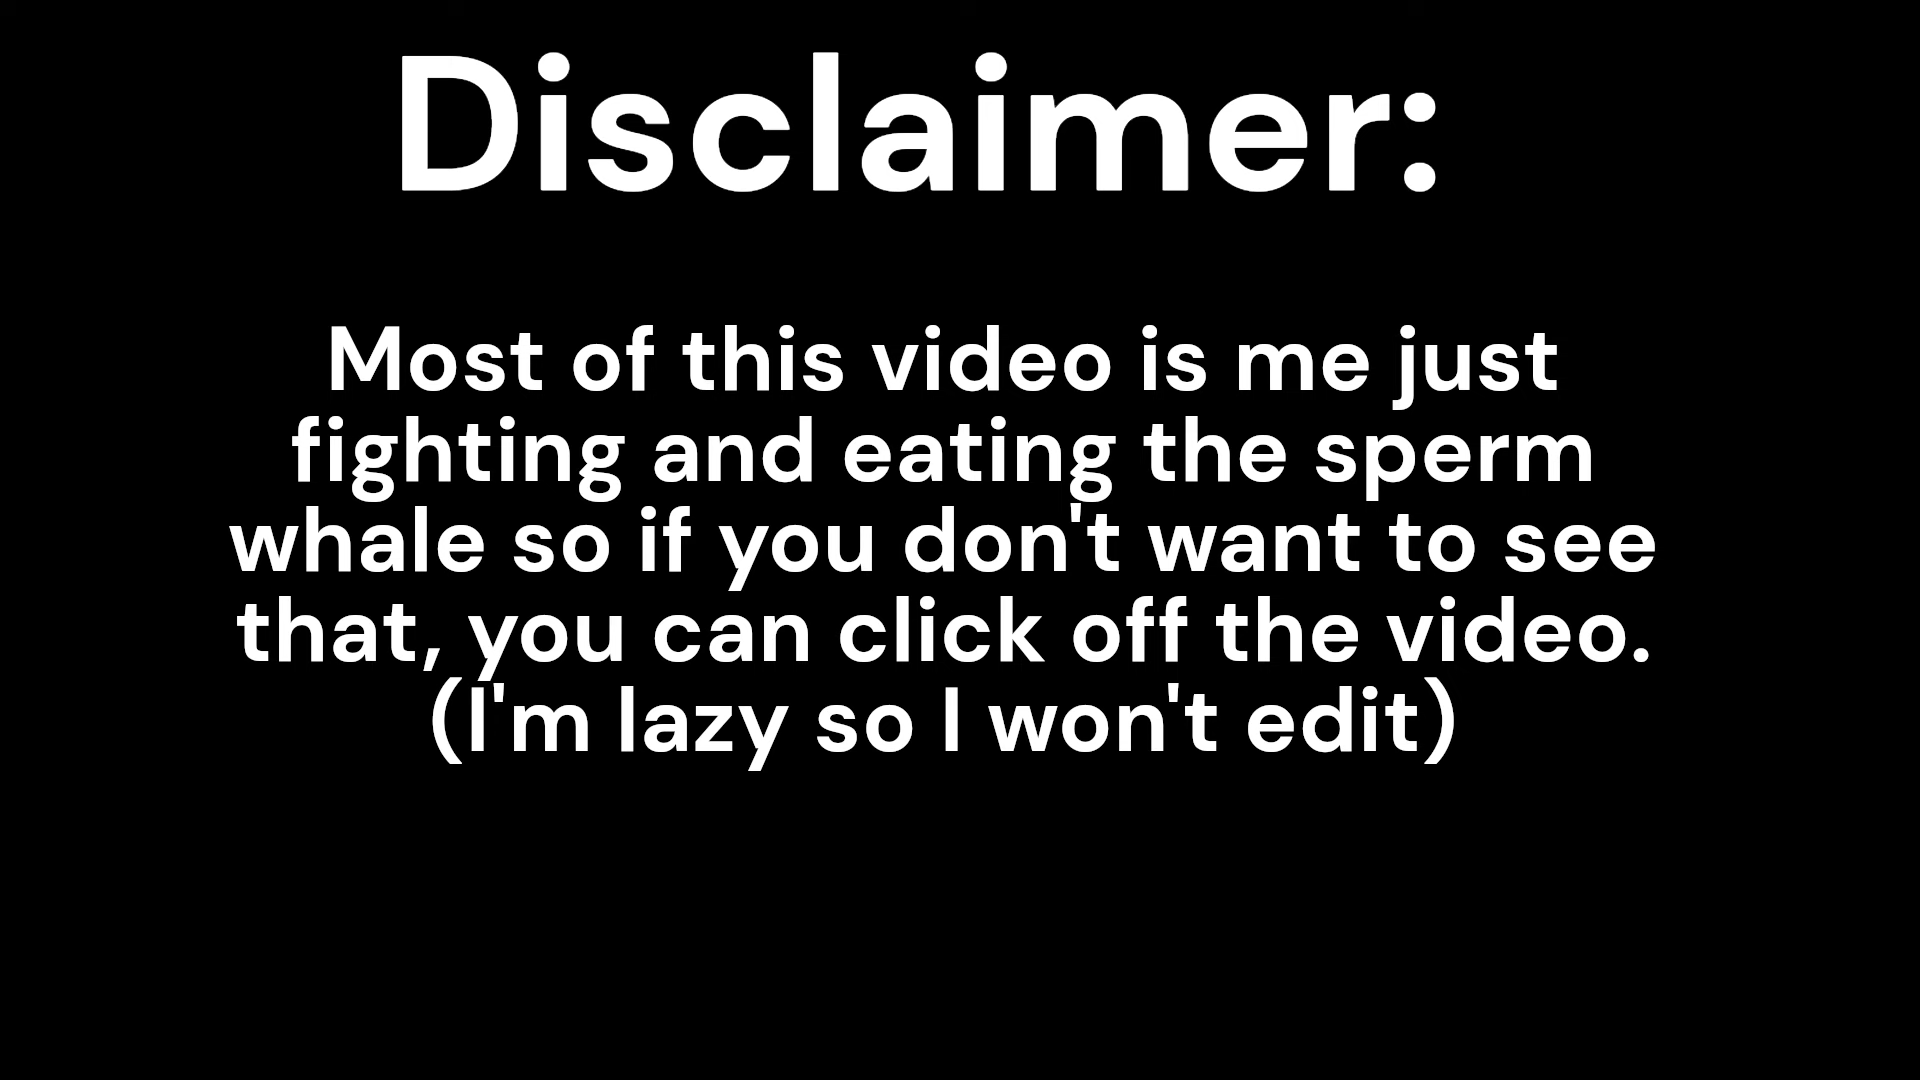 Disclaimer:
Most of this video is me just
fighting and eating the sperm
whale so if you don't want to see
that, you can click off the video.
(I'm lazy so I won't edit)